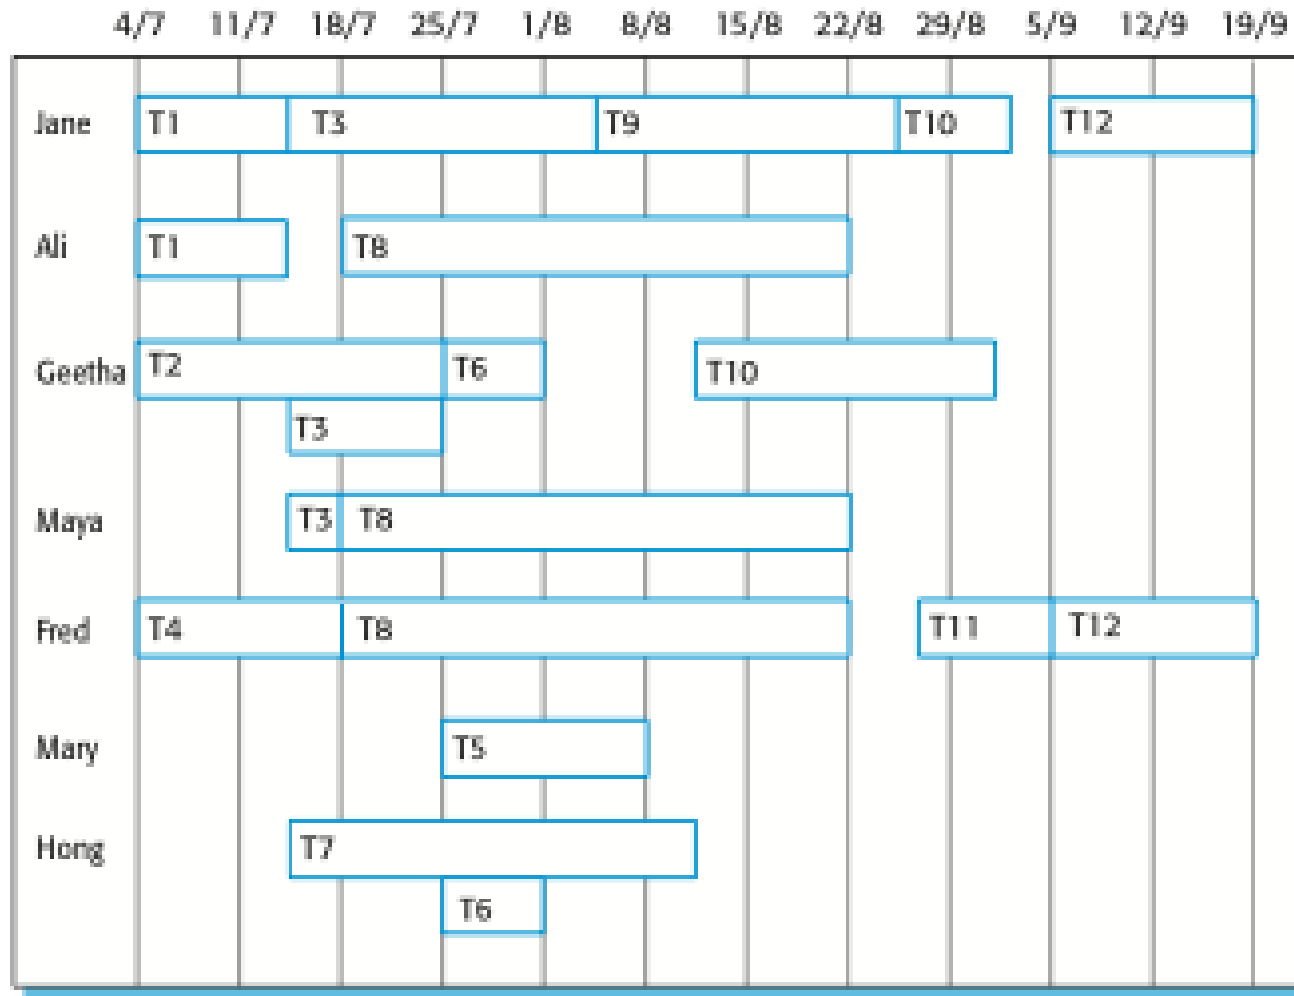 4/7 11/7 18/7 25/7 1/8 8/8 15/8 22/8 29/8 5/9 12/9 19/9
Jane T1 T3 T9 T10 T12
Ali T1 T8
Geetha T2 T6 T10
T3
Maya T3 T8
Fred T4 T8 T11 T12
Mary T5
Hong T7
T6